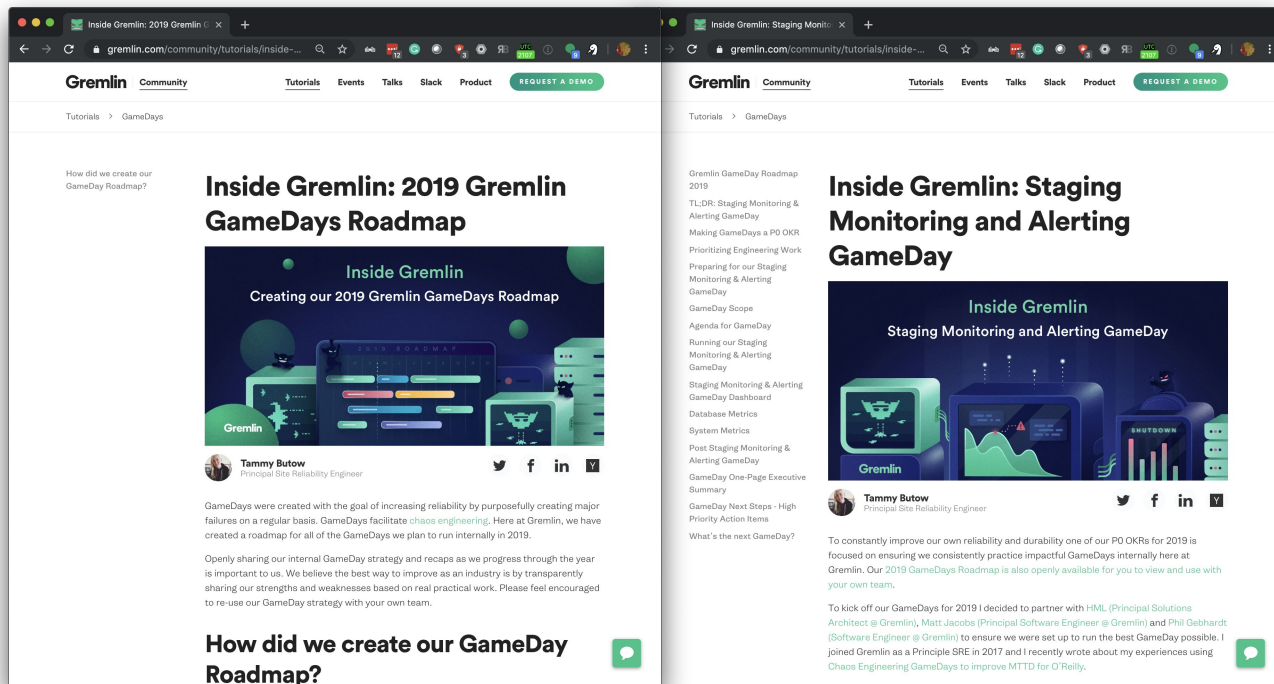 Inside Gremlin: 2019 Gremlin G
gremlin.com/community/tutorials/inside-...
12
3
ЯB
UTC
2107
9
Gremlin
Community
Tutorials
Events
Talks
Slack
Product
REQUEST A DEMO
Tutorials > GameDays
How did we create our
GameDay Roadmap?
Inside Gremlin: 2019 Gremlin
GameDays Roadmap
Inside Gremlin
Creating our 2019 Gremlin GameDays Roadmap
2019 ROADMAP
Gremlin
Tammy Butow
Principal Site Reliability Engineer
GameDays were created with the goal of increasing reliability by purposefully creating major
failures on a regular basis. GameDays facilitate chaos engineering. Here at Gremlin, we have
created a roadmap for all of the GameDays we plan to run internally in 2019.
Openly sharing our internal GameDay strategy and recaps as we progress through the year
is important to us. We believe the best way to improve as an industry is by transparently
sharing our strengths and weaknesses based on real practical work. Please feel encouraged
to re-use our GameDay strategy with your own team.
How did we create our GameDay
Roadmap?
Inside Gremlin: Staging Monito
gremlin.com/community/tutorials/inside-...
12
3
ЯB
UTC
2107
9
Gremlin
Community
Tutorials
Events
Talks
Slack
Product
REQUEST A DEMO
Tutorials > GameDays
Gremlin GameDay Roadmap
2019
TL;DR: Staging Monitoring &
Alerting GameDay
Making GameDays a P0 OKR
Prioritizing Engineering Work
Preparing for our Staging
Monitoring & Alerting
GameDay
GameDay Scope
Agenda for GameDay
Running our Staging
Monitoring & Alerting
GameDay
Staging Monitoring & Alerting
GameDay Dashboard
Database Metrics
System Metrics
Post Staging Monitoring &
Alerting GameDay
GameDay One-Page Executive
Summary
GameDay Next Steps - High
Priority Action Items
What's the next GameDay?
Inside Gremlin: Staging
Monitoring and Alerting
GameDay
Inside Gremlin
Staging Monitoring and Alerting GameDay
SHUTDOWN
Gremlin
Tammy Butow
Principal Site Reliability Engineer
To constantly improve our own reliability and durability one of our P0 OKRs for 2019 is
focused on ensuring we consistently practice impactful GameDays internally here at
Gremlin. Our 2019 GameDays Roadmap is also openly available for you to view and use with
your own team.
To kick off our GameDays for 2019 I decided to partner with HML (Principal Solutions
Architect @ Gremlin), Matt Jacobs (Principal Software Engineer @ Gremlin) and Phil Gebhardt
(Software Engineer @ Gremlin) to ensure we were set up to run the best GameDay possible. I
joined Gremlin as a Principle SRE in 2017 and I recently wrote about my experiences using
Chaos Engineering GameDays to improve MTTD for O'Reilly.